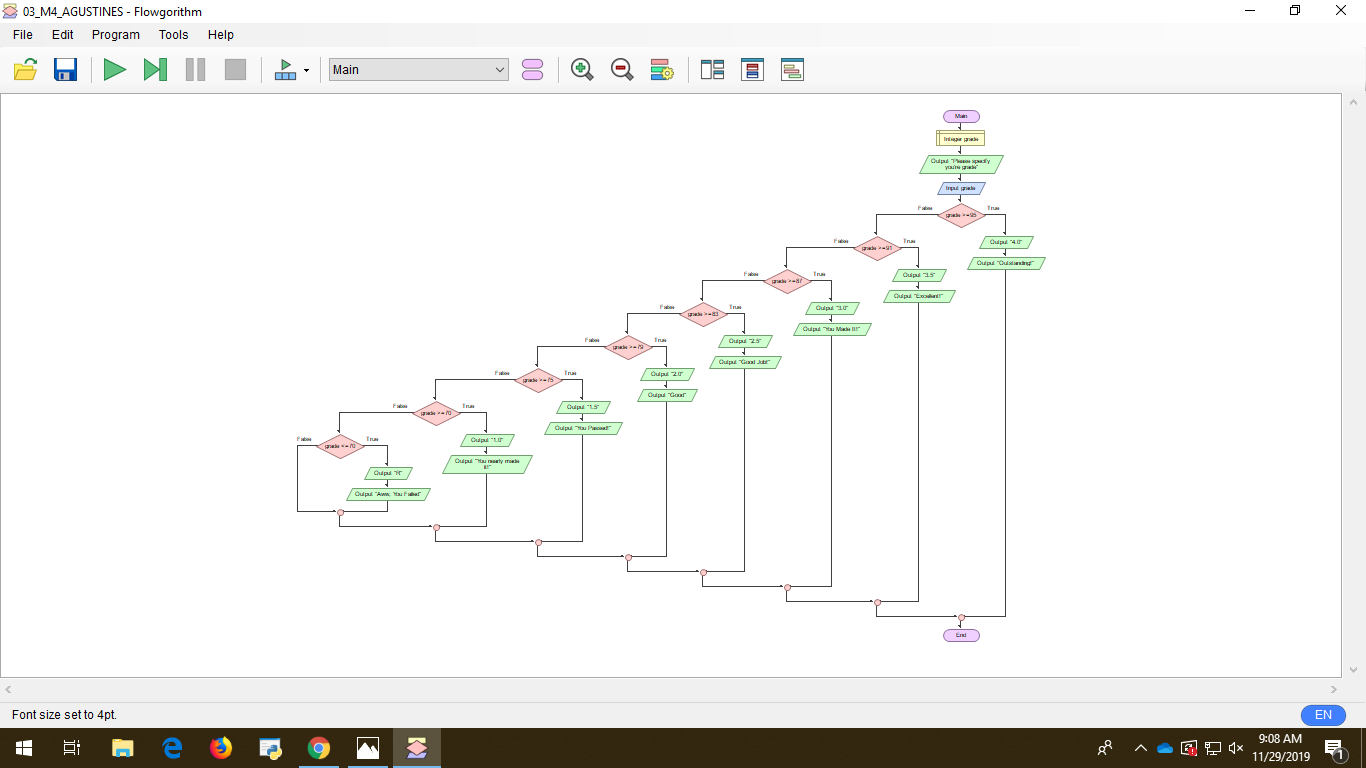 03_M4_AGUSTINES - Flowgorithm
File Edit Program Tools Help
Main
Main
Integer grade
Output "Please specify
you're grade"
Input grade
False
True
grade >=95
Output "4.0"
Output "Outstanding!"
False
True
grade >=91
Output "3.5"
Output "Excellent!"
False
True
grade >=87
Output "3.0"
Output "You Made It!"
False
True
grade >=83
Output "2.5"
Output "Good Job!"
False
True
grade >=79
Output "2.0"
Output "Good"
False
True
grade >=75
Output "1.5"
Output "You Passed!"
False
True
grade >=70
Output "1.0"
Output "You nearly made
it!"
False
True
grade <=70
Output "R"
Output "Aww, You Failed"
End
Font size set to 4pt.
EN
9:08 AM
11/29/2019
1